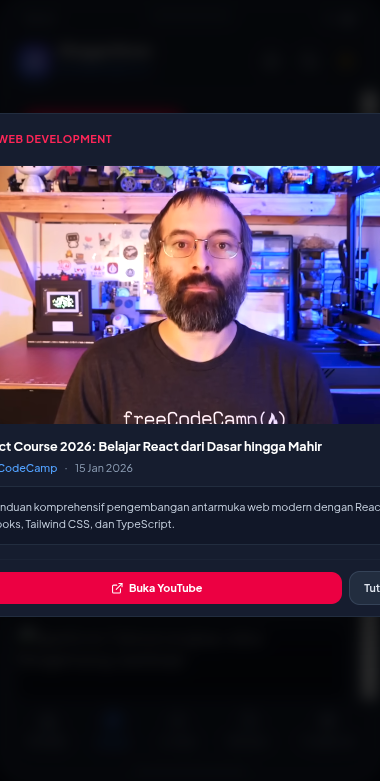 WEB DEVELOPMENT
freeCodeCamp(🔥)
ct Course 2026: Belajar React dari Dasar hingga Mahir
CodeCamp · 15 Jan 2026
nduan komprehensif pengembangan antarmuka web modern dengan Reac
ooks, Tailwind CSS, dan TypeScript.
Buka YouTube
Tut